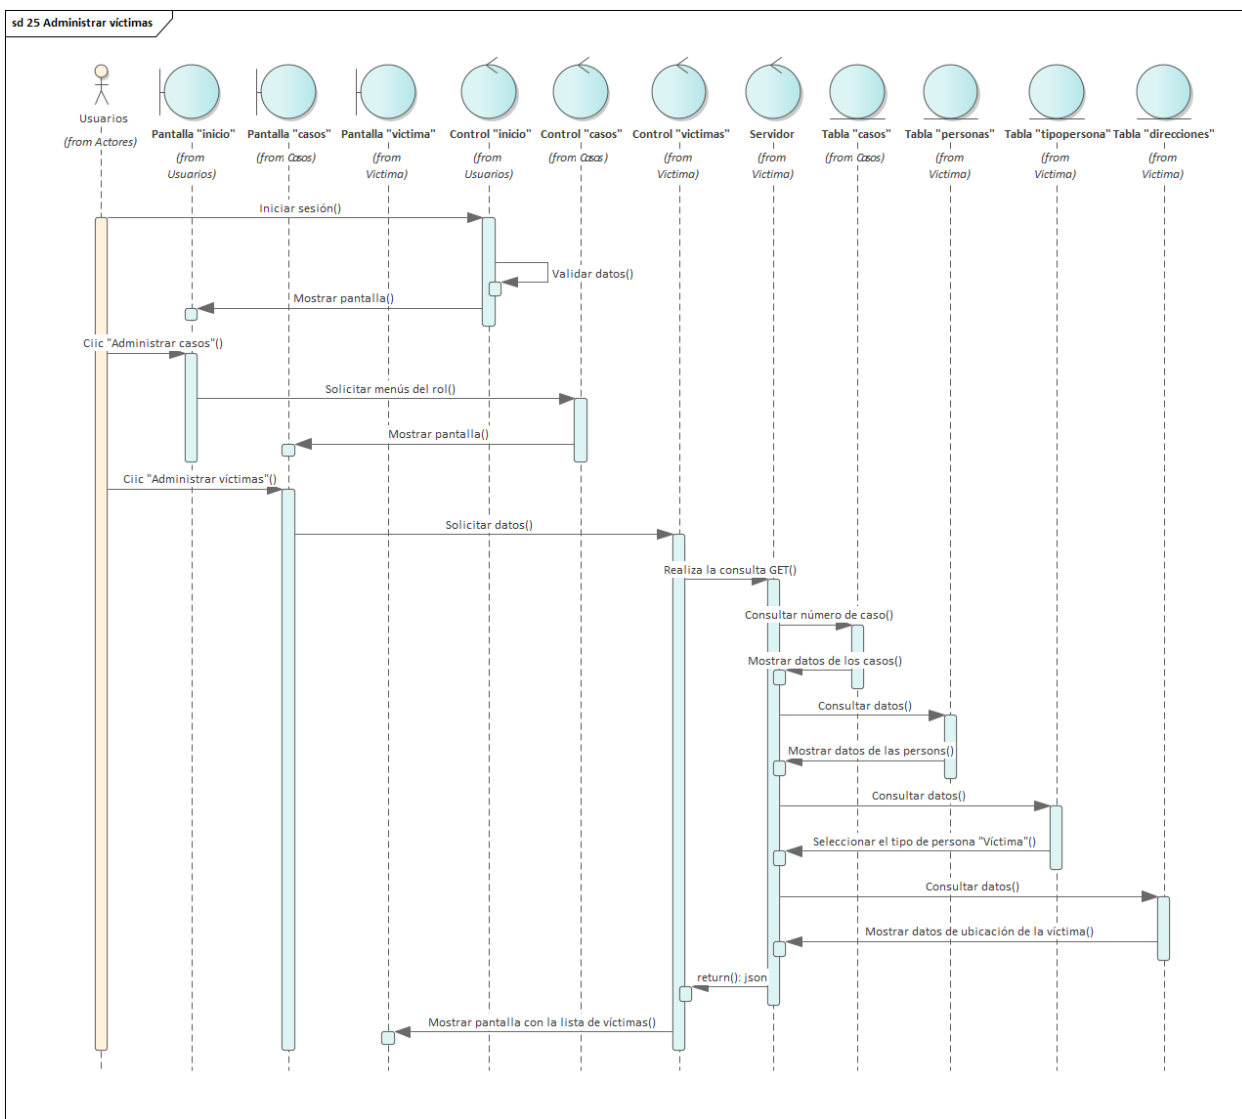 sd 25 Administrar víctimas
Usuarios
(from Actores)
Pantalla "inicio"
(from
Usuarios)
Pantalla "casos"
(from Casos)
Pantalla "victima"
(from
Victima)
Control "inicio"
(from
Usuarios)
Control "casos"
(from Casos)
Control "victimas"
(from
Victima)
Servidor
(from
Victima)
Tabla "casos"
(from Casos)
Tabla "personas"
(from
Victima)
Tabla "tipopersona"
(from
Victima)
Tabla "direcciones"
(from
Victima)
Iniciar sesión()
Validar datos()
Mostrar pantalla()
Ciic "Administrar casos"()
Solicitar menús del rol()
Mostrar pantalla()
Ciic "Administrar víctimas"()
Solicitar datos()
Realiza la consulta GET()
Consultar número de caso()
Mostrar datos de los casos()
Consultar datos()
Mostrar datos de las persons()
Consultar datos()
Seleccionar el tipo de persona "Víctima"()
Consultar datos()
Mostrar datos de ubicación de la víctima()
return(): json
Mostrar pantalla con la lista de víctimas()